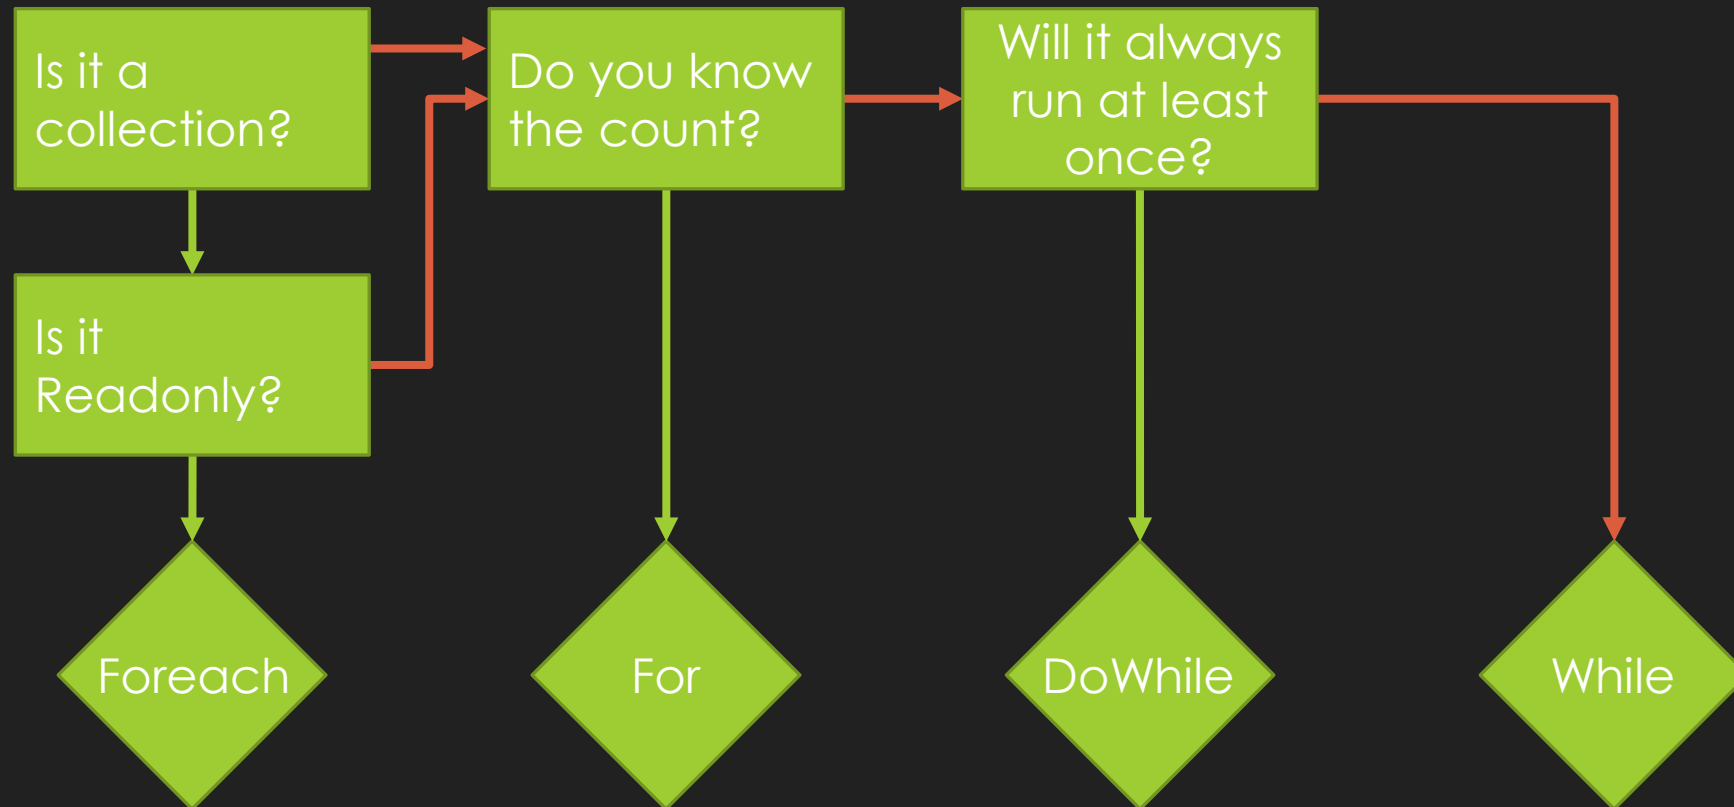 Is it a
collection?
Do you know
the count?
Will it always
run at least
once?
Is it
Readonly?
Foreach
For
DoWhile
While